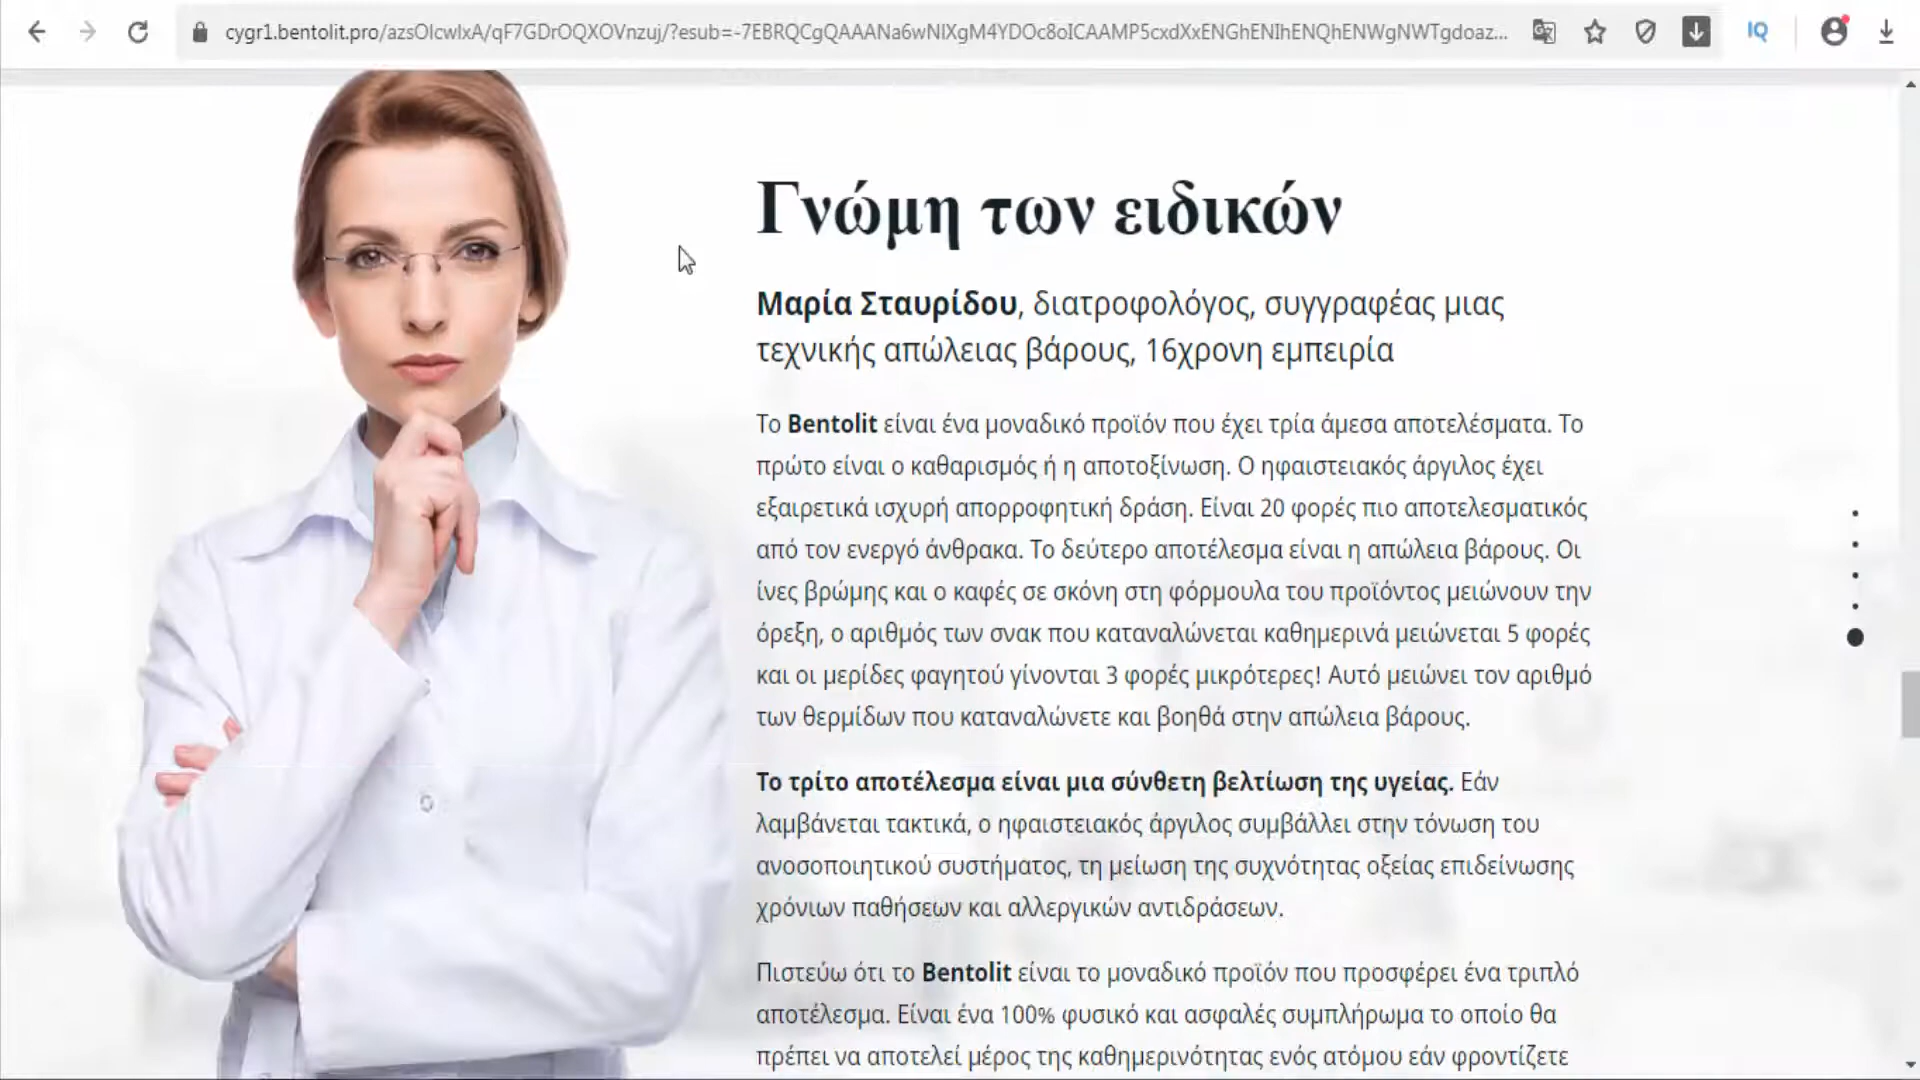 cygr1.bentolit.pro/azsOlcwlxA/qF7GDrOQXOVnzuj/?esub=-7EBRQCgQAAANa6wNlXgM4YDOc8oICAAMP5cxdXxENGhENIhENQhENWgNWTgdoaz...
IQ
Γνώμη των ειδικών
Μαρία Σταυρίδου, διατροφολόγος, συγγραφέας μιας
τεχνικής απώλειας βάρους, 16χρονη εμπειρία
Το Bentolit είναι ένα μοναδικό προϊόν που έχει τρία άμεσα αποτελέσματα. Το
πρώτο είναι ο καθαρισμός ή η αποτοξίνωση. Ο ηφαιστειακός άργιλος έχει
εξαιρετικά ισχυρή απορροφητική δράση. Είναι 20 φορές πιο αποτελεσματικός
από τον ενεργό άνθρακα. Το δεύτερο αποτέλεσμα είναι η απώλεια βάρους. Οι
ίνες βρώμης και ο καφές σε σκόνη στη φόρμουλα του προϊόντος μειώνουν την
όρεξη, ο αριθμός των σνακ που καταναλώνεται καθημερινά μειώνεται 5 φορές
και οι μερίδες φαγητού γίνονται 3 φορές μικρότερες! Αυτό μειώνει τον αριθμό
των θερμίδων που καταναλώνετε και βοηθά στην απώλεια βάρους.
Το τρίτο αποτέλεσμα είναι μια σύνθετη βελτίωση της υγείας. Εάν
λαμβάνεται τακτικά, ο ηφαιστειακός άργιλος συμβάλλει στην τόνωση του
ανοσοποιητικού συστήματος, τη μείωση της συχνότητας οξείας επιδείνωσης
χρόνιων παθήσεων και αλλεργικών αντιδράσεων.
Πιστεύω ότι το Bentolit είναι το μοναδικό προϊόν που προσφέρει ένα τριπλό
αποτέλεσμα. Είναι ένα 100% φυσικό και ασφαλές συμπλήρωμα το οποίο θα
πρέπει να αποτελεί μέρος της καθημερινότητας ενός ατόμου εάν φροντίζετε